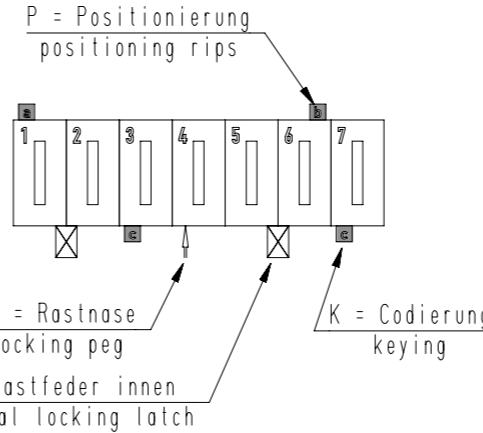 P = Positionierung
positioning rips
a b
1 2 3 4 5 6 7
c c
= Rastnase
ocking peg
K = Codierung
keying
astfeder innen
al locking latch